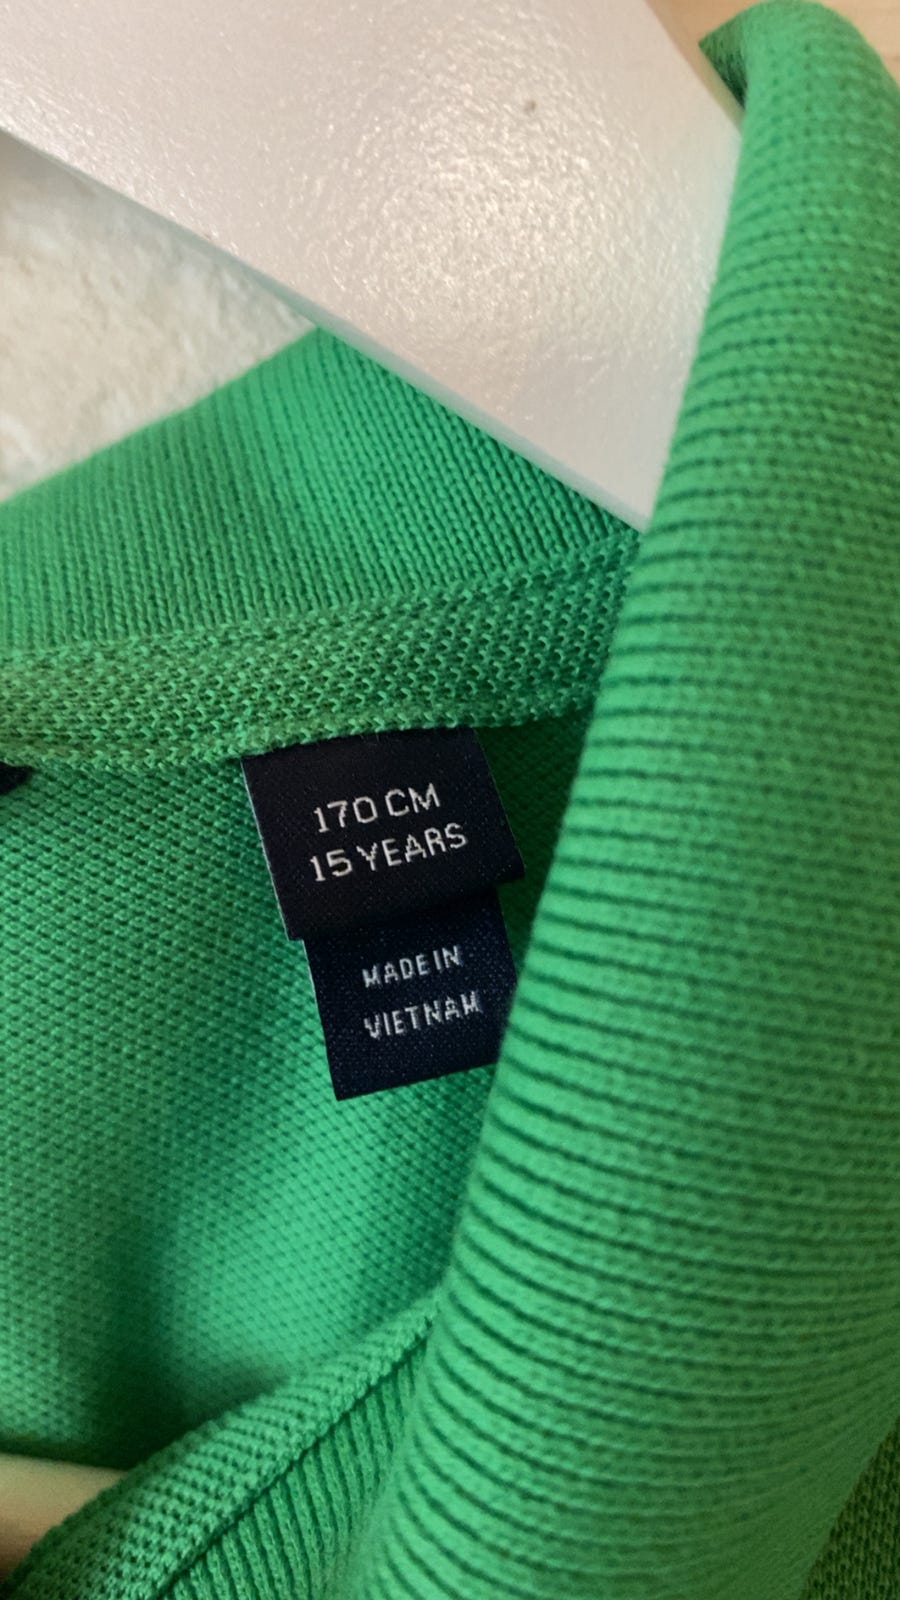 170 CM
15 YEARS
MADE IN
VIETNAM